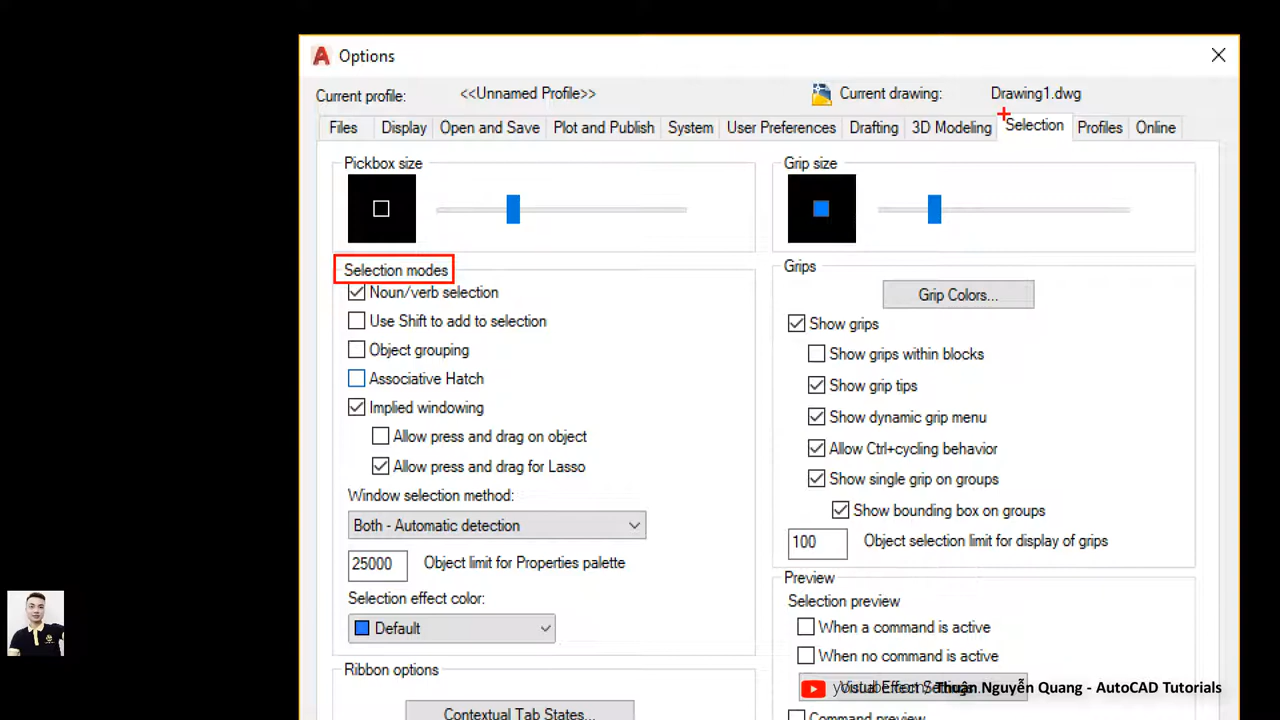 Options
Current profile: <<Unnamed Profile>> Current drawing: Drawing1.dwg
Files Display Open and Save Plot and Publish System User Preferences Drafting 3D Modeling Selection Profiles Online
Pickbox size
Selection modes
Noun/verb selection
Use Shift to add to selection
Object grouping
Associative Hatch
Implied windowing
Allow press and drag on object
Allow press and drag for Lasso
Window selection method:
Both - Automatic detection
25000 Object limit for Properties palette
Selection effect color:
Default
Ribbon options
Contextual Tab States...
Grip size
Grips
Grip Colors...
Show grips
Show grips within blocks
Show grip tips
Show dynamic grip menu
Allow Ctrl+cycling behavior
Show single grip on groups
Show bounding box on groups
100 Object selection limit for display of grips
Preview
Selection preview
When a command is active
When no command is active
Thuận Nguyễn Quang - AutoCAD Tutorials
Command preview